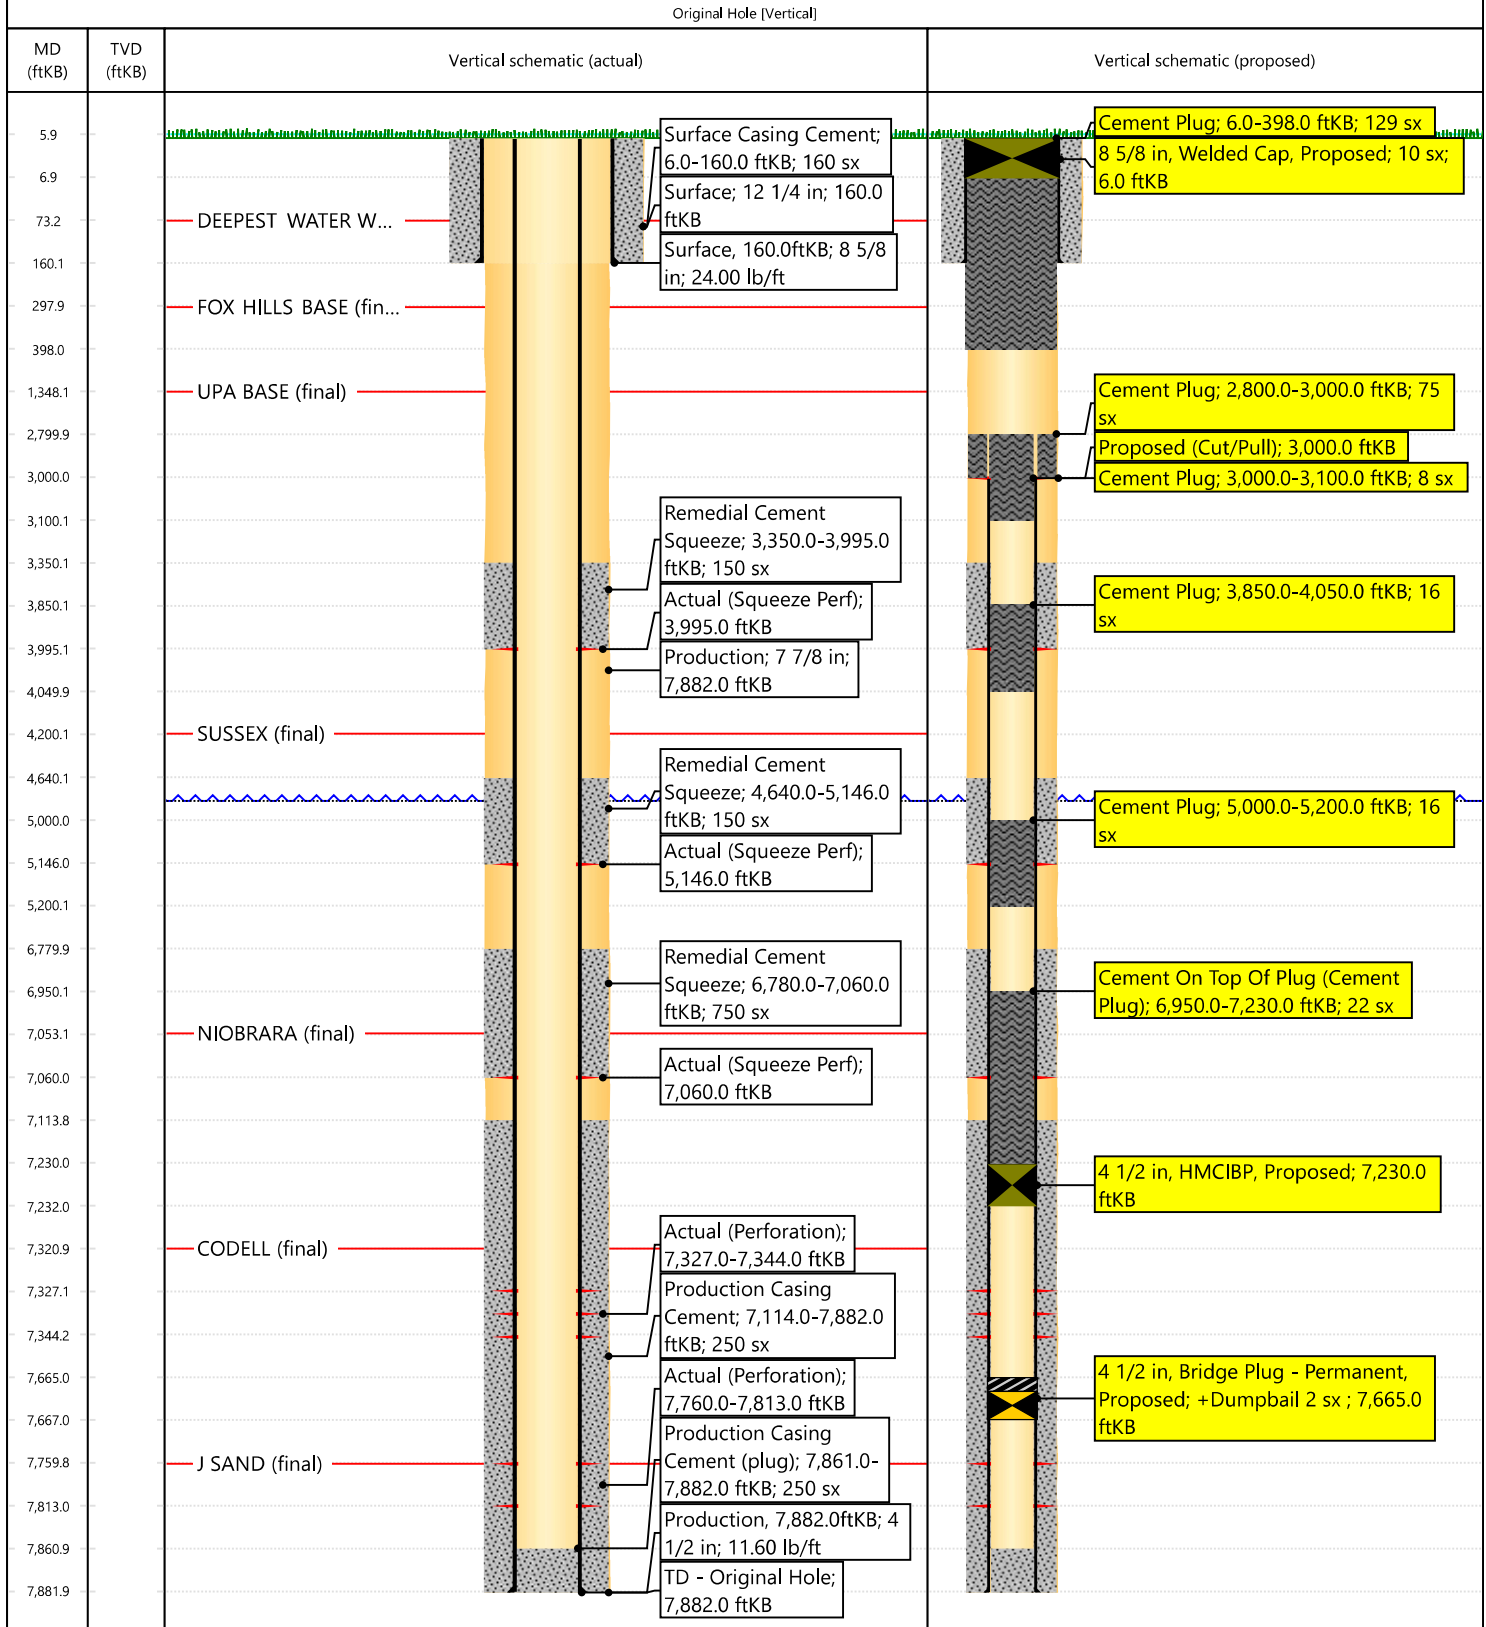 Original Hole [Vertical]
MD
(ftKB)
TVD
(ftKB)
Vertical schematic (actual)
Vertical schematic (proposed)
5.9
6.9
73.2
160.1
297.9
398.0
1,348.1
2,799.9
3,000.0
3,100.1
3,350.1
3,850.1
3,995.1
4,049.9
4,200.1
4,640.1
5,000.0
5,146.0
5,200.1
6,779.9
6,950.1
7,053.1
7,060.0
7,113.8
7,230.0
7,232.0
7,320.9
7,327.1
7,344.2
7,665.0
7,667.0
7,759.8
7,813.0
7,860.9
7,881.9
DEEPEST WATER W...
FOX HILLS BASE (fin...
UPA BASE (final)
SUSSEX (final)
NIOBRARA (final)
CODELL (final)
J SAND (final)
Surface Casing Cement;
6.0-160.0 ftKB; 160 sx
Surface; 12 1/4 in; 160.0
ftKB
Surface, 160.0ftKB; 8 5/8
in; 24.00 lb/ft
Remedial Cement
Squeeze; 3,350.0-3,995.0
ftKB; 150 sx
Actual (Squeeze Perf);
3,995.0 ftKB
Production; 7 7/8 in;
7,882.0 ftKB
Remedial Cement
Squeeze; 4,640.0-5,146.0
ftKB; 150 sx
Actual (Squeeze Perf);
5,146.0 ftKB
Remedial Cement
Squeeze; 6,780.0-7,060.0
ftKB; 750 sx
Actual (Squeeze Perf);
7,060.0 ftKB
Actual (Perforation);
7,327.0-7,344.0 ftKB
Production Casing
Cement; 7,114.0-7,882.0
ftKB; 250 sx
Actual (Perforation);
7,760.0-7,813.0 ftKB
Production Casing
Cement (plug); 7,861.0-
7,882.0 ftKB; 250 sx
Production, 7,882.0ftKB; 4
1/2 in; 11.60 lb/ft
TD - Original Hole;
7,882.0 ftKB
Cement Plug; 6.0-398.0 ftKB; 129 sx
8 5/8 in, Welded Cap, Proposed; 10 sx;
6.0 ftKB
Cement Plug; 2,800.0-3,000.0 ftKB; 75
sx
Proposed (Cut/Pull); 3,000.0 ftKB
Cement Plug; 3,000.0-3,100.0 ftKB; 8 sx
Cement Plug; 3,850.0-4,050.0 ftKB; 16
sx
Cement Plug; 5,000.0-5,200.0 ftKB; 16
sx
Cement On Top Of Plug (Cement
Plug); 6,950.0-7,230.0 ftKB; 22 sx
4 1/2 in, HMCIBP, Proposed; 7,230.0
ftKB
4 1/2 in, Bridge Plug - Permanent,
Proposed; +Dumpbail 2 sx ; 7,665.0
ftKB